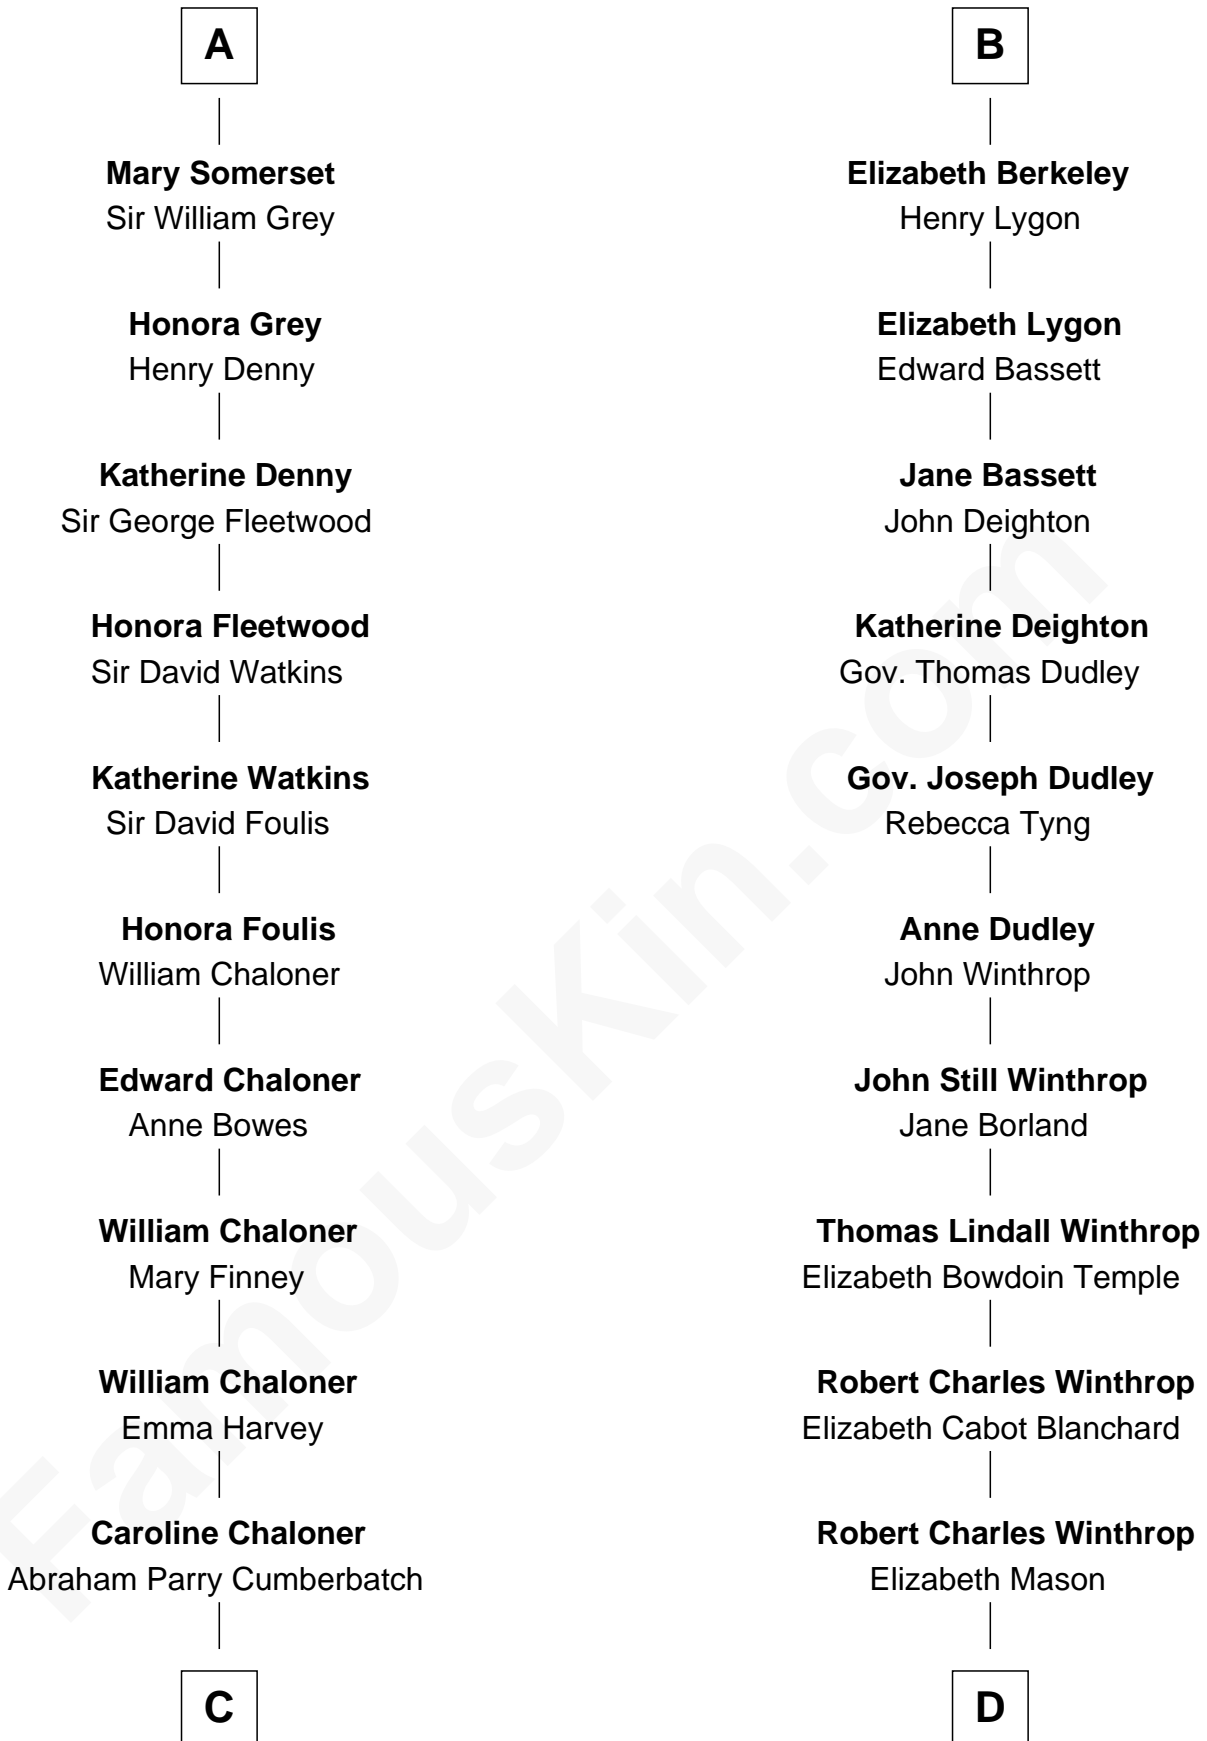 A
Mary Somerset
Sir William Grey
Honora Grey
Henry Denny
Katherine Denny
Sir George Fleetwood
Honora Fleetwood
Sir David Watkins
Katherine Watkins
Sir David Foulis
Honora Foulis
William Chaloner
Edward Chaloner
Anne Bowes
William Chaloner
Mary Finney
William Chaloner
Emma Harvey
Caroline Chaloner
Abraham Parry Cumberbatch
C
B
Elizabeth Berkeley
Henry Lygon
Elizabeth Lygon
Edward Bassett
Jane Bassett
John Deighton
Katherine Deighton
Gov. Thomas Dudley
Gov. Joseph Dudley
Rebecca Tyng
Anne Dudley
John Winthrop
John Still Winthrop
Jane Borland
Thomas Lindall Winthrop
Elizabeth Bowdoin Temple
Robert Charles Winthrop
Elizabeth Cabot Blanchard
Robert Charles Winthrop
Elizabeth Mason
D
FamousKin.com